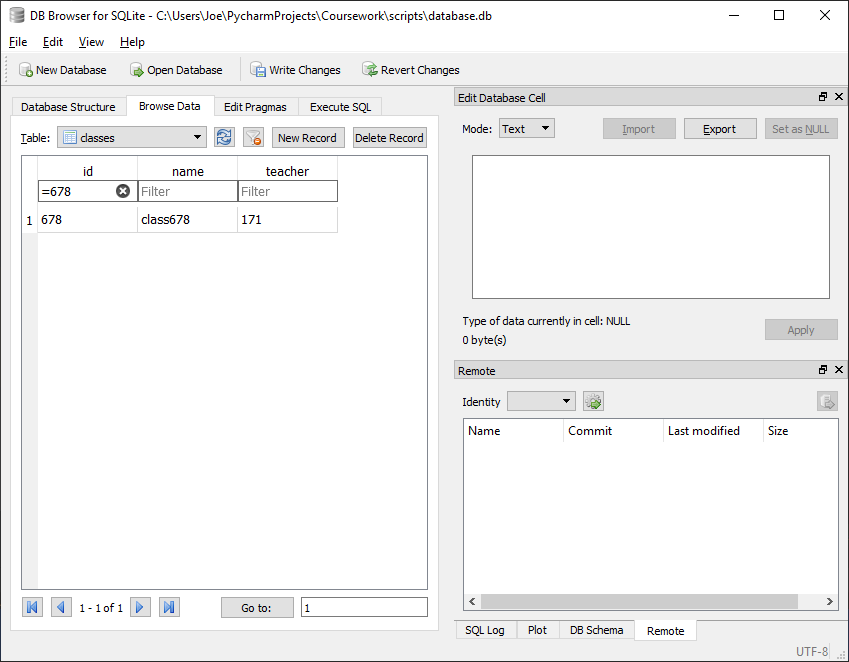 DB Browser for SQLite - C:\Users\Joe\PycharmProjects\Coursework\scripts\database.db
File Edit View Help
New Database Open Database Write Changes Revert Changes
Database Structure Browse Data Edit Pragmas Execute SQL
Table: classes New Record Delete Record
id name teacher
=678 Filter Filter
1 678 class678 171
1 - 1 of 1 Go to: 1
Edit Database Cell
Mode: Text Import Export Set as NULL
Type of data currently in cell: NULL
0 byte(s)
Apply
Remote
Identity
Name Commit Last modified Size
SQL Log Plot DB Schema Remote
UTF-8